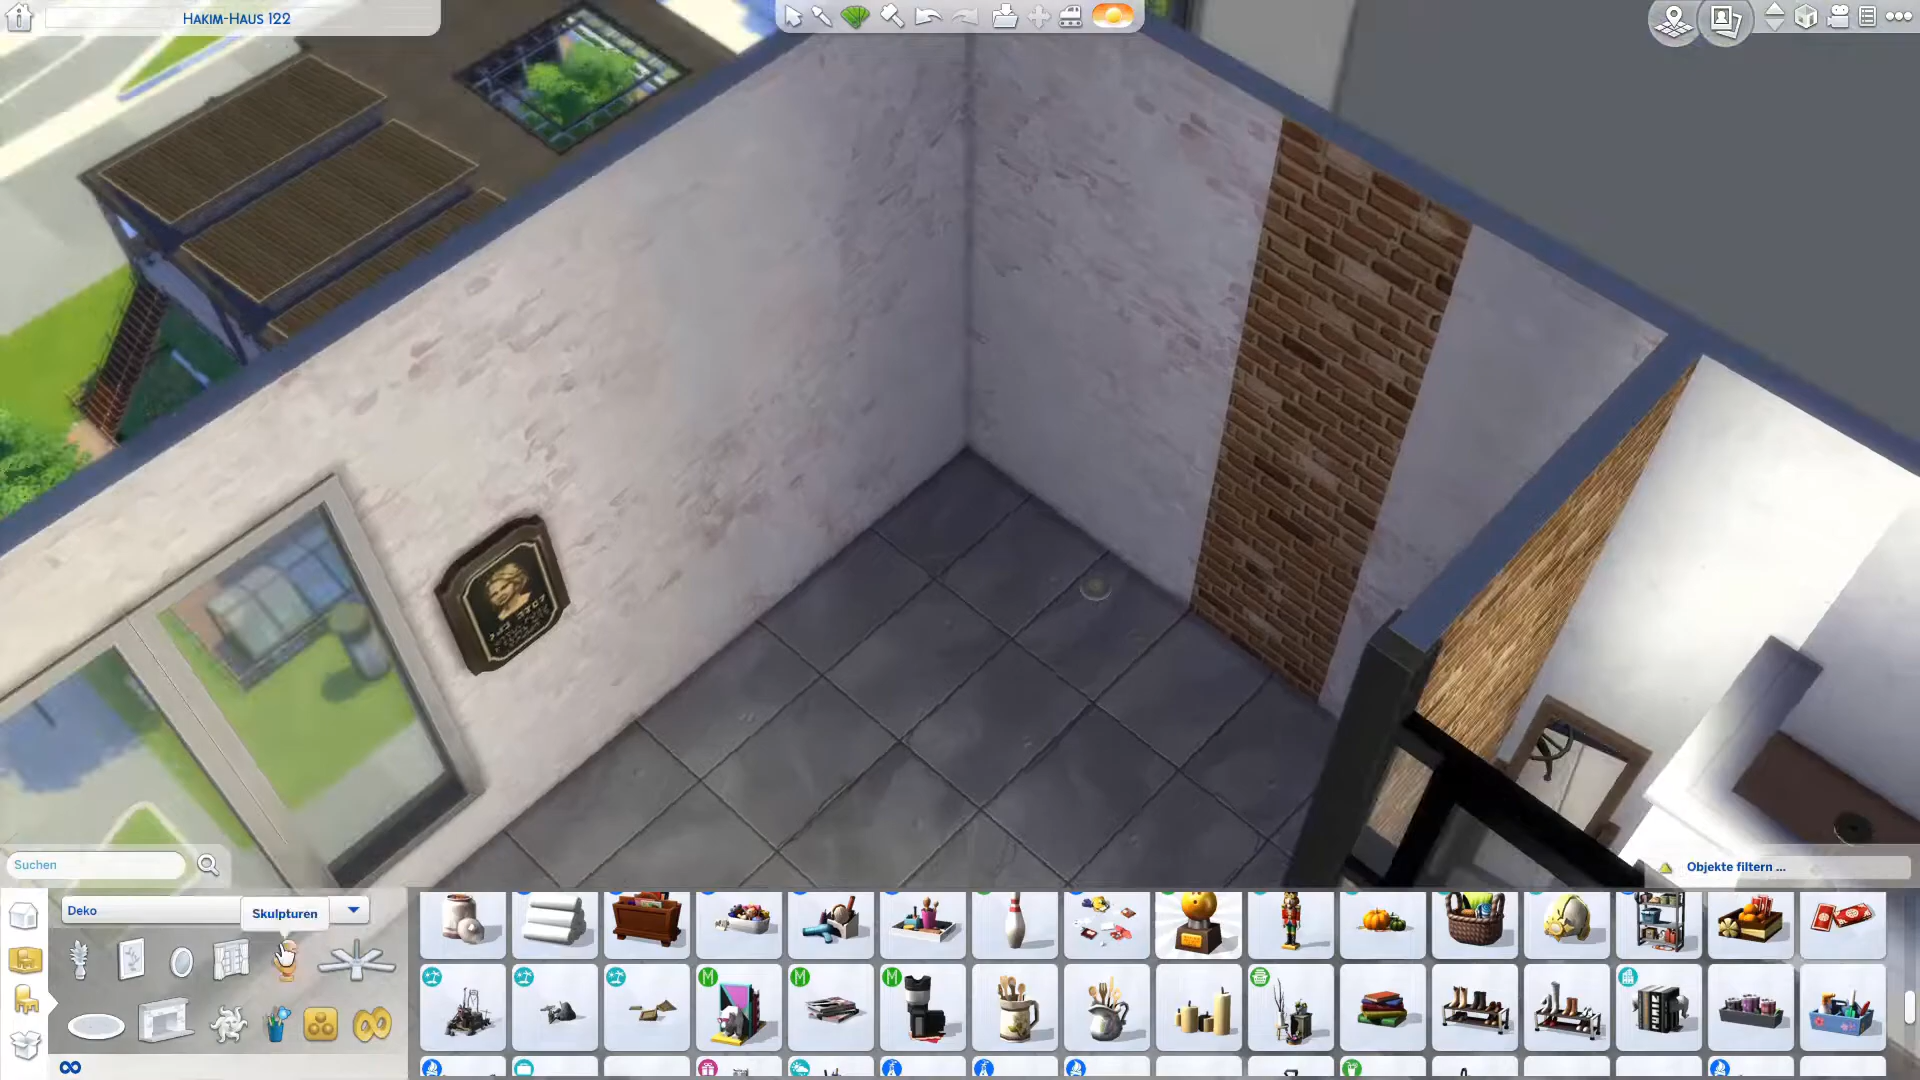 HAKIM-HAUS 122
Suchen
Objekte filtern ...
Deko
Skulpturen
M
M
M